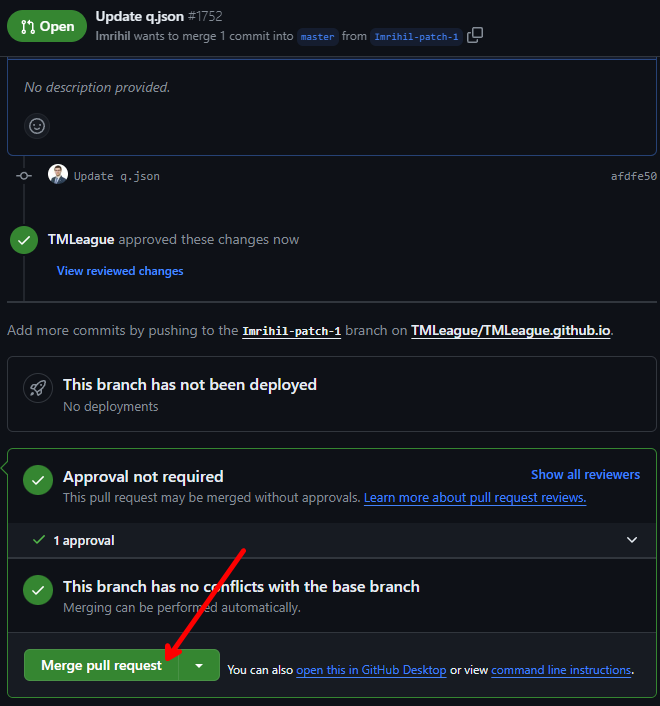 Open
Update q.json #1752
Imrihil wants to merge 1 commit into master from Imrihil-patch-1
No description provided.
Update q.json afdfe50
TMLeague approved these changes now
View reviewed changes
Add more commits by pushing to the Imrihil-patch-1 branch on TMLeague/TMLeague.github.io.
This branch has not been deployed
No deployments
Approval not required
Show all reviewers
This pull request may be merged without approvals. Learn more about pull request reviews.
1 approval
This branch has no conflicts with the base branch
Merging can be performed automatically.
Merge pull request
You can also open this in GitHub Desktop or view command line instructions.